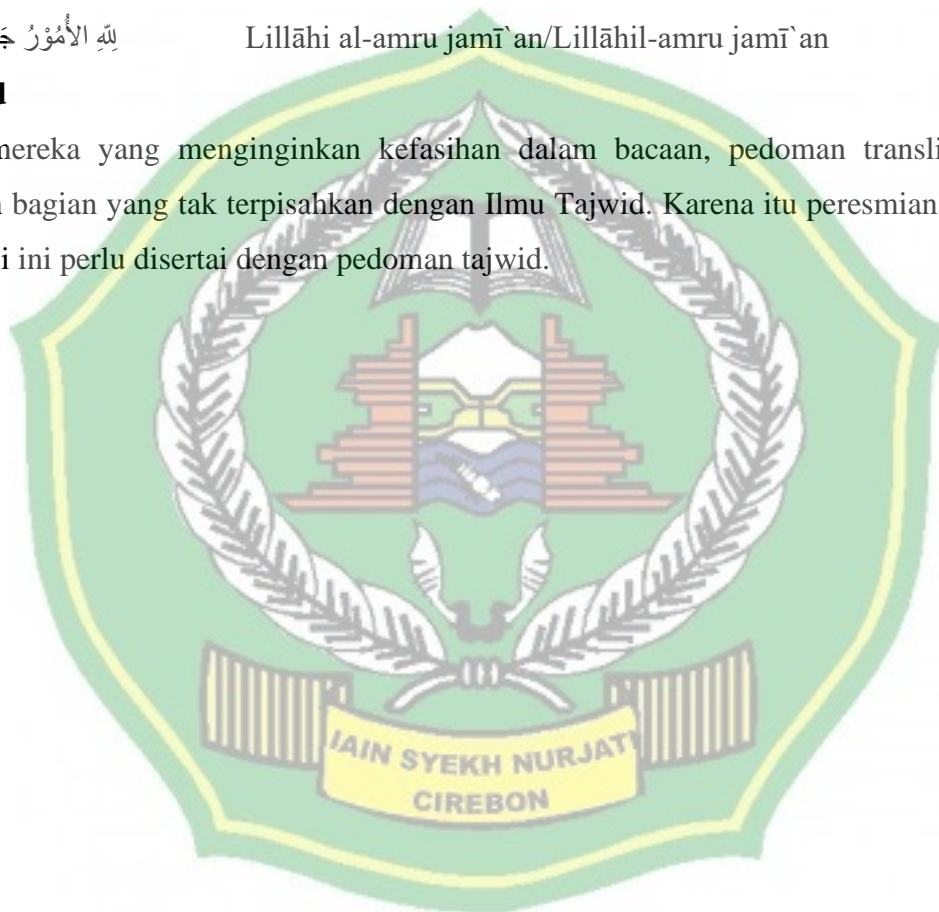 لِلّهِ الأُمُوْرُ Lillāhi al-amru jamī`an/Lillāhil-amru jamī`an
mereka yang menginginkan kefasihan dalam bacaan, pedoman transli
bagian yang tak terpisahkan dengan Ilmu Tajwid. Karena itu peresmian
i ini perlu disertai dengan pedoman tajwid.
IAIN SYEKH NURJATI
CIREBON